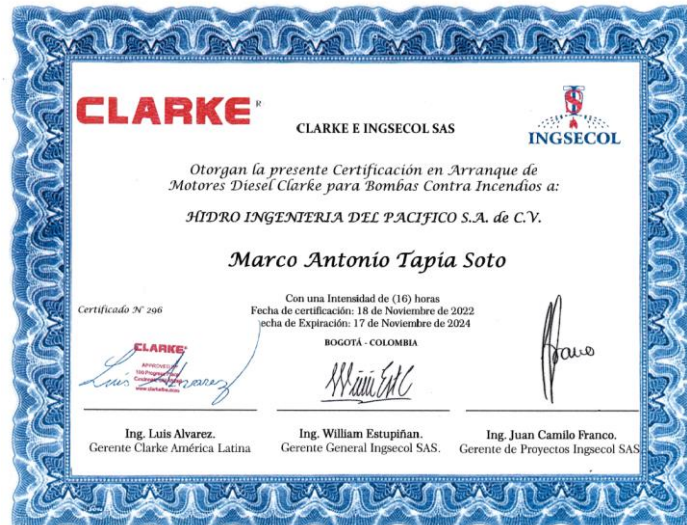 CLARKE R
INGSECOL
CLARKE E INGSECOL SAS
Otorgan la presente Certificación en Arranque de
Motores Diesel Clarke para Bombas Contra Incendios a:
HIDRO INGENIERIA DEL PACIFICO S.A. de C.V.
Marco Antonio Tapia Soto
Certificado N° 296
Con una Intensidad de (16) horas
Fecha de certificación: 18 de Noviembre de 2022
echa de Expiración: 17 de Noviembre de 2024
BOGOTÁ - COLOMBIA
CLARKE
APPROVED BY
Luis Alvarez
Franco
Ing. Luis Alvarez.
Gerente Clarke América Latina
Ing. William Estupiñan.
Gerente General Ingsecol SAS.
Ing. Juan Camilo Franco.
Gerente de Proyectos Ingsecol SAS